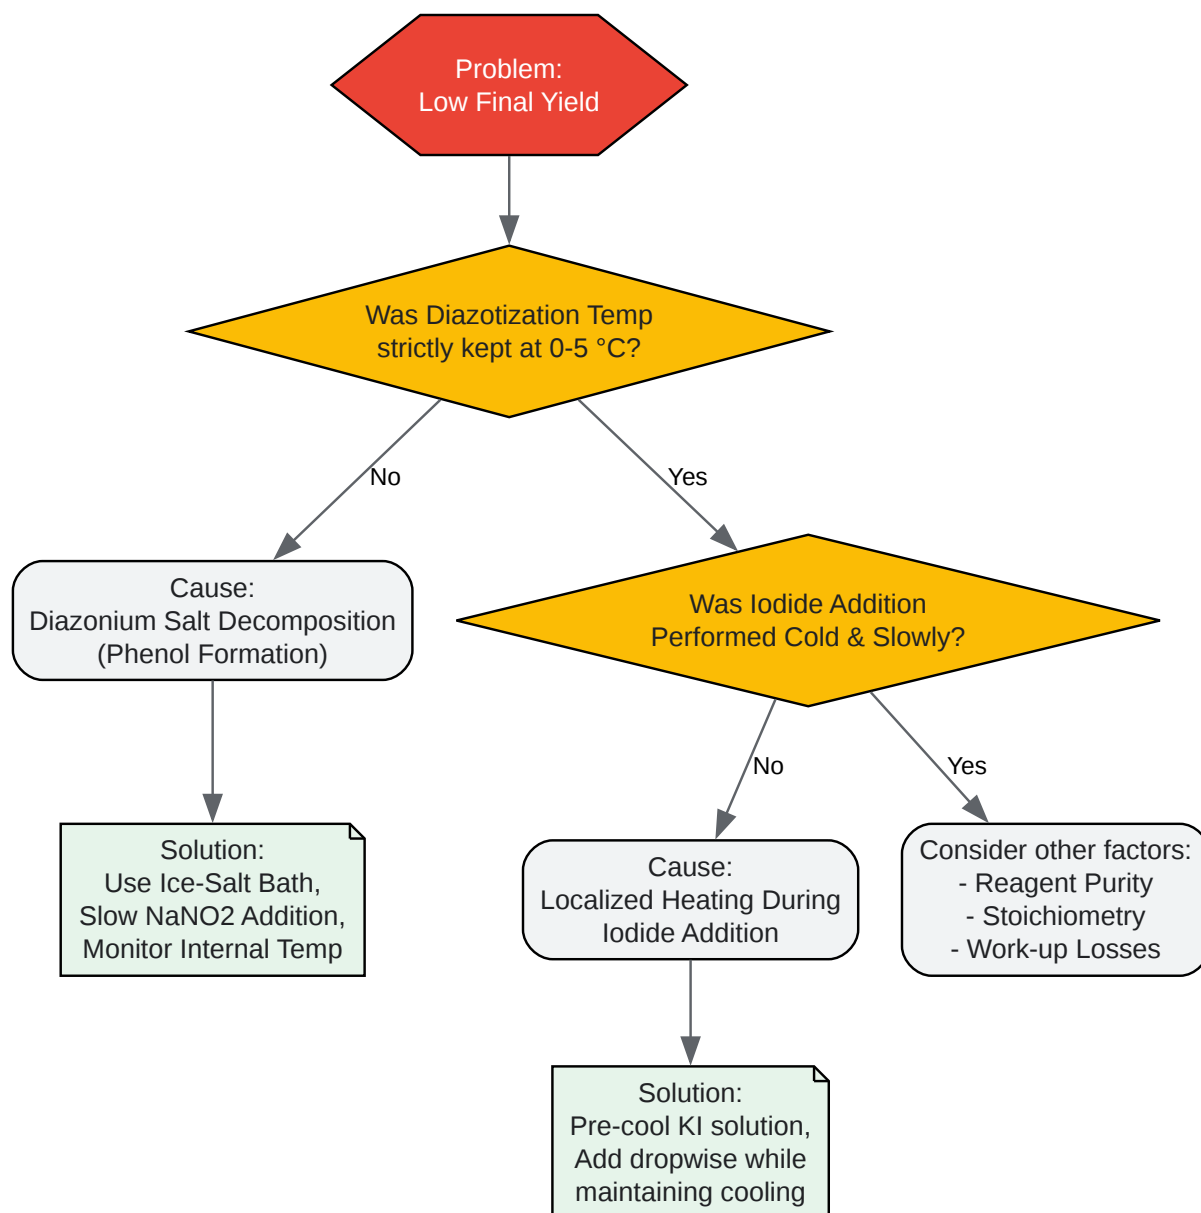 Problem:
Low Final Yield
Was Diazotization Temp
strictly kept at 0-5 °C?
No
Yes
Cause:
Diazonium Salt Decomposition
(Phenol Formation)
Was Iodide Addition
Performed Cold & Slowly?
No
Yes
Solution:
Use Ice-Salt Bath,
Slow NaNO2 Addition,
Monitor Internal Temp
Cause:
Localized Heating During
Iodide Addition
Consider other factors:
- Reagent Purity
- Stoichiometry
- Work-up Losses
Solution:
Pre-cool KI solution,
Add dropwise while
maintaining cooling